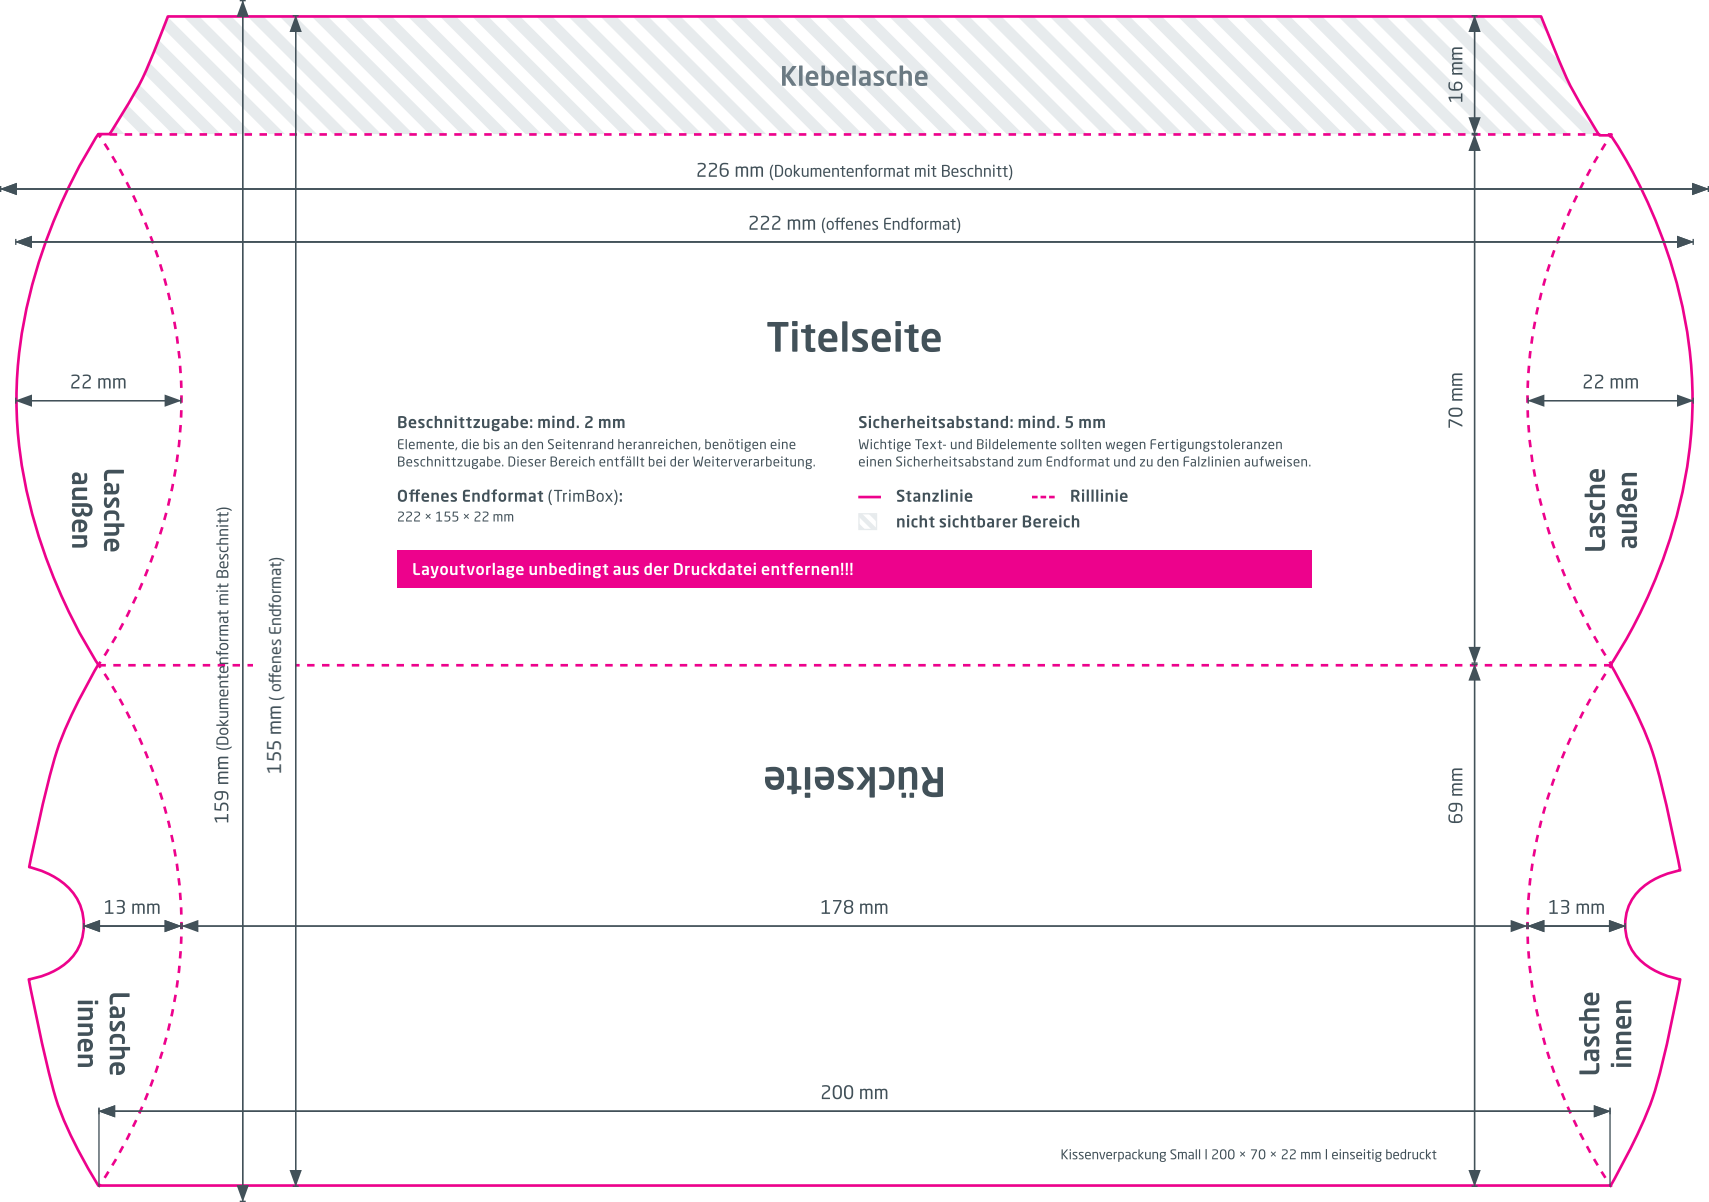 Klebelasche
16 mm
226 mm (Dokumentenformat mit Beschnitt)
222 mm (offenes Endformat)
Titelseite
22 mm
22 mm
70 mm
Beschnittzugabe: mind. 2 mm
Elemente, die bis an den Seitenrand heranreichen, benötigen eine
Beschnittzugabe. Dieser Bereich entfällt bei der Weiterverarbeitung.
Offenes Endformat (TrimBox):
222 × 155 × 22 mm
Sicherheitsabstand: mind. 5 mm
Wichtige Text- und Bildelemente sollten wegen Fertigungstoleranzen
einen Sicherheitsabstand zum Endformat und zu den Falzlinien aufweisen.
Stanzlinie
Rilllinie
nicht sichtbarer Bereich
Lasche
außen
Lasche
außen
Layoutvorlage unbedingt aus der Druckdatei entfernen!!!
159 mm (Dokumentenformat mit Beschnitt)
155 mm ( offenes Endformat)
Rückseite
69 mm
13 mm
178 mm
13 mm
Lasche
innen
Lasche
innen
200 mm
Kissenverpackung Small I 200 × 70 × 22 mm I einseitig bedruckt